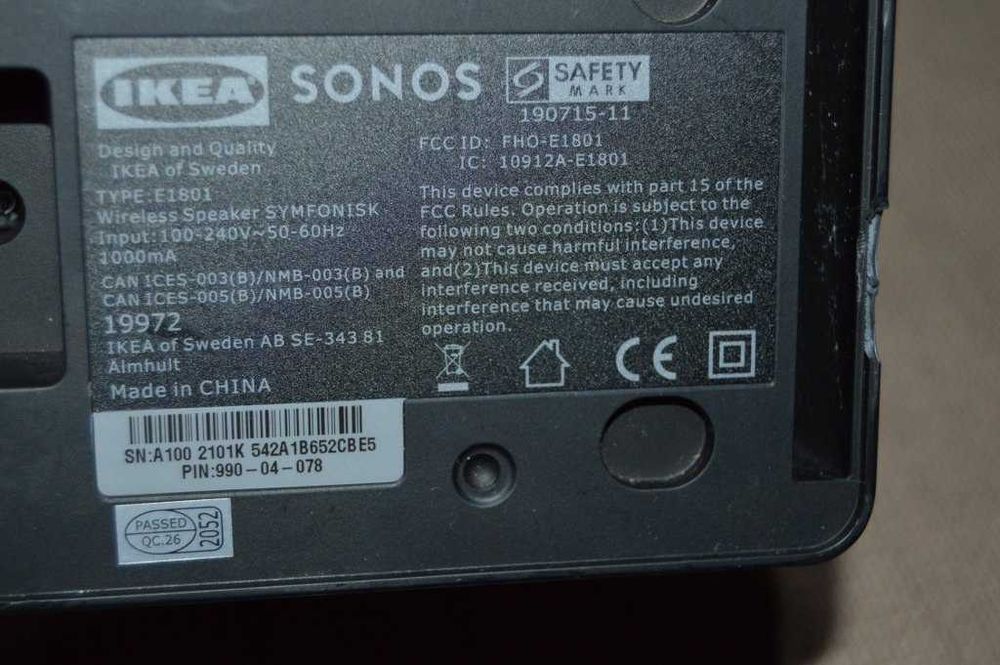 IKEA SONOS SAFETY
MARK
190715-11
Design and Quality
IKEA of Sweden
TYPE:E1801
Wireless Speaker SYMFONISK
Input:100-240V~50-60Hz
1000mA
CAN ICES-003(B)/NMB-003(B) and
CAN ICES-005(B)/NMB-005(B)
19972
IKEA of Sweden AB SE-343 81
Älmhult
Made in CHINA
FCC ID: FHO-E1801
IC: 10912A-E1801
This device complies with part 15 of the
FCC Rules. Operation is subject to the
following two conditions:(1)This device
may not cause harmful interference,
and(2)This device must accept any
interference received, including
interference that may cause undesired
operation.
CE
SN:A100 2101K 542A1B652CBE5
PIN:990-04-078
PASSED
QC.26
2052